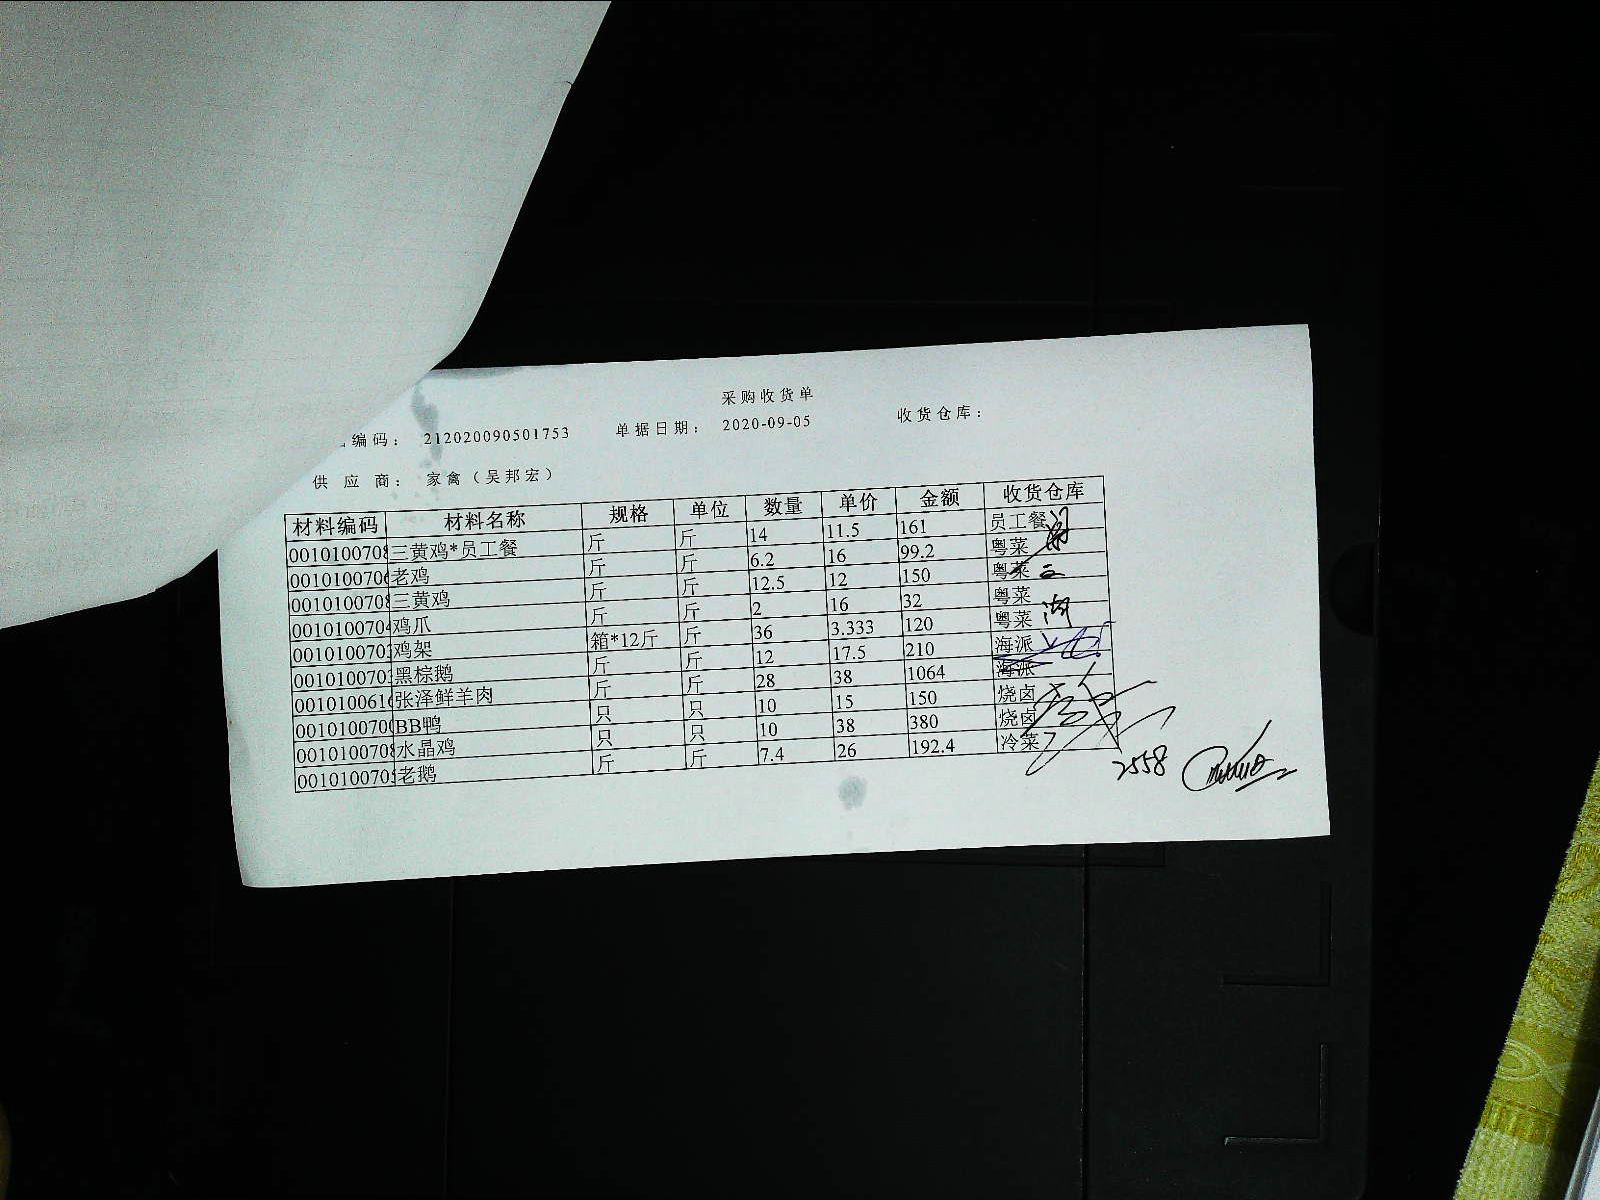 采购收货单
编码： 212020090501753 单据日期： 2020-09-05 收货仓库：
供应商： 家禽（吴邦宏）
材料编码 材料名称 规格 单位 数量 单价 金额 收货仓库
0010100708 三黄鸡*员工餐 斤 斤 14 11.5 161 员工餐
001010070 老鸡 斤 斤 6.2 16 99.2 粤菜
0010100708 三黄鸡 斤 斤 12.5 12 150 粤菜
0010100704 鸡爪 斤 斤 2 16 32 粤菜
001010070 鸡架 箱*12斤 斤 36 3.333 120 粤菜
001010070 黑棕鹅 斤 斤 12 17.5 210 海派
001010061 张泽鲜羊肉 斤 斤 28 38 1064 海派
001010070 BB鸭 只 只 10 15 150 烧卤
0010100708 水晶鸡 只 只 10 38 380 烧卤
001010070 老鹅 斤 斤 7.4 26 192.4 冷菜
2558